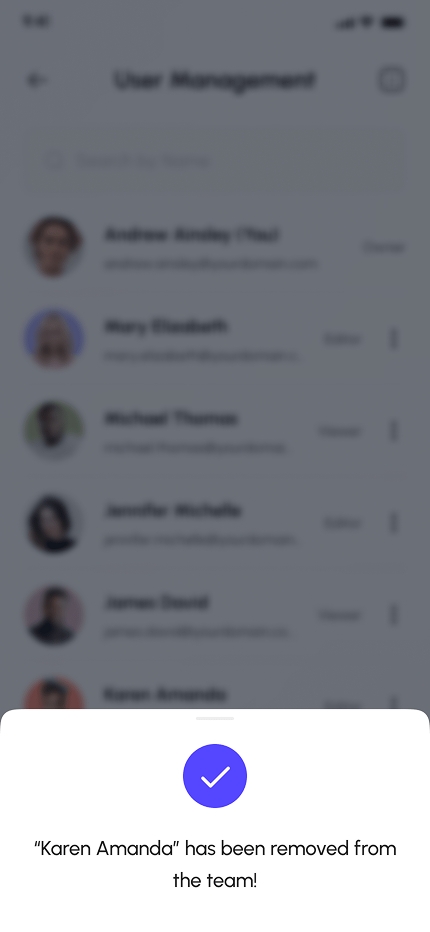 9:41
User Management
Search by Name
Andrew Ainsley (You)
andrew.ainsley@yourdomain.com
Owner
Mary Elizabeth
mary.elizabeth@yourdomain.c...
Editor
Michael Thomas
michael.thomas@yourdomai...
Viewer
Jennifer Michelle
jennifer.michelle@yourdomain...
Editor
James David
james.david@yourdomain.co...
Viewer
Karen Amanda
“Karen Amanda” has been removed from
the team!